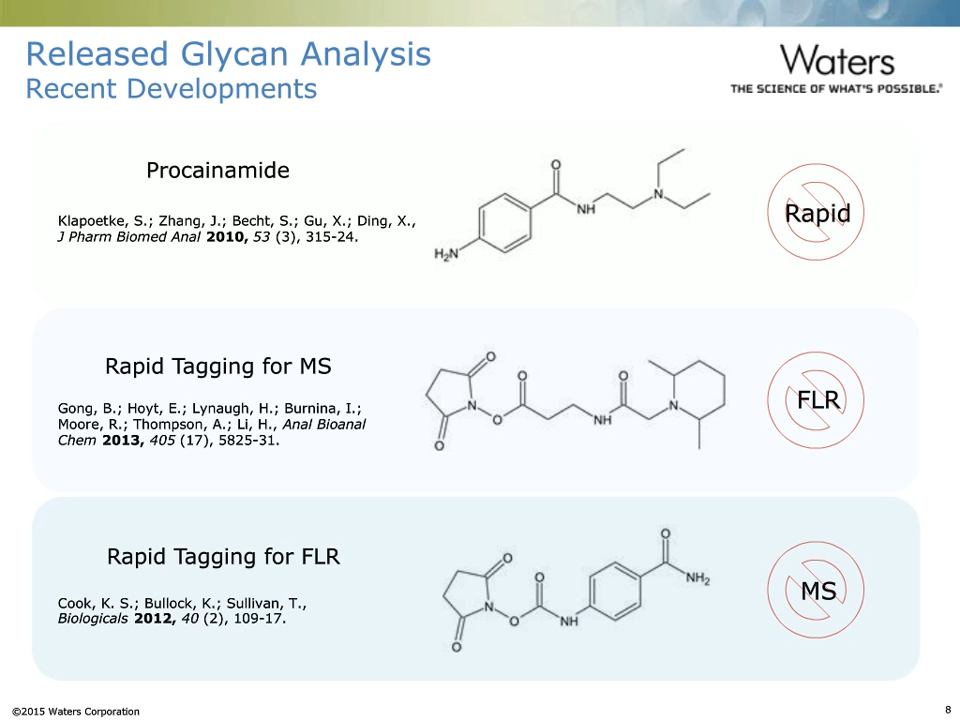 Released Glycan Analysis
Recent Developments
Waters
THE SCIENCE OF WHAT'S POSSIBLE.®
Procainamide
Klapoetke, S.; Zhang, J.; Becht, S.; Gu, X.; Ding, X.,
J Pharm Biomed Anal 2010, 53 (3), 315-24.
O
NH
N
H₂N
Rapid
Rapid Tagging for MS
Gong, B.; Hoyt, E.; Lynaugh, H.; Burnina, I.;
Moore, R.; Thompson, A.; Li, H., Anal Bioanal
Chem 2013, 405 (17), 5825-31.
O
O
O
N
O
NH
N
O
FLR
Rapid Tagging for FLR
Cook, K. S.; Bullock, K.; Sullivan, T.,
Biologicals 2012, 40 (2), 109-17.
O
O
O
NH₂
N
O
NH
O
MS
©2015 Waters Corporation
8